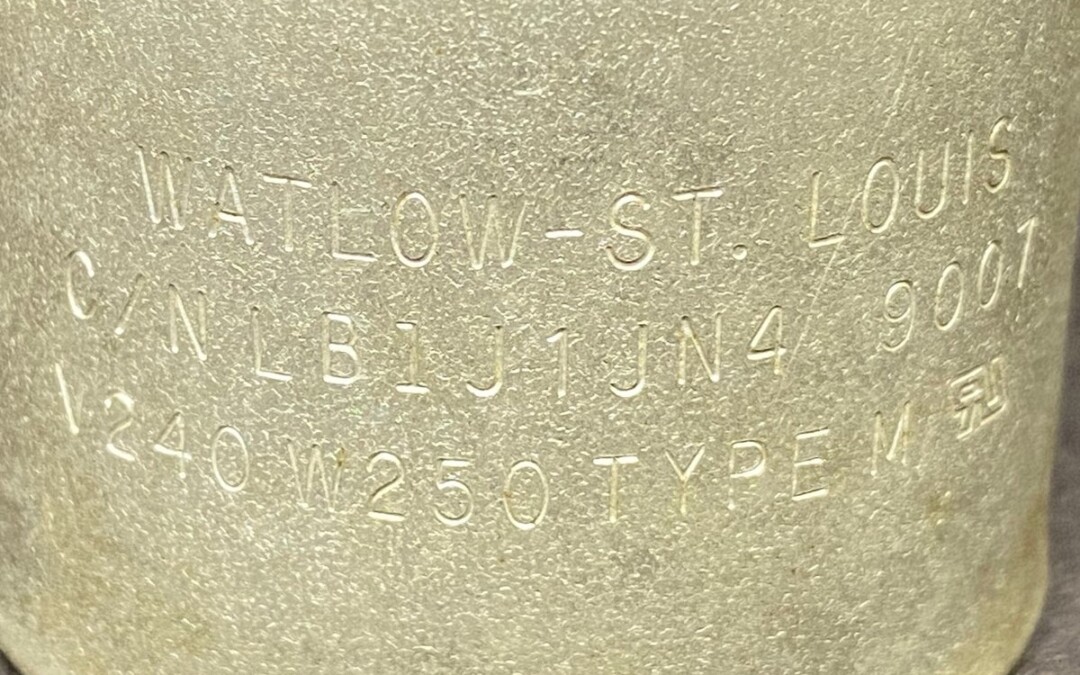 WATLOW-ST. LOUIS
C/N LB1J1JN4 9001
V240 W250 TYPE M